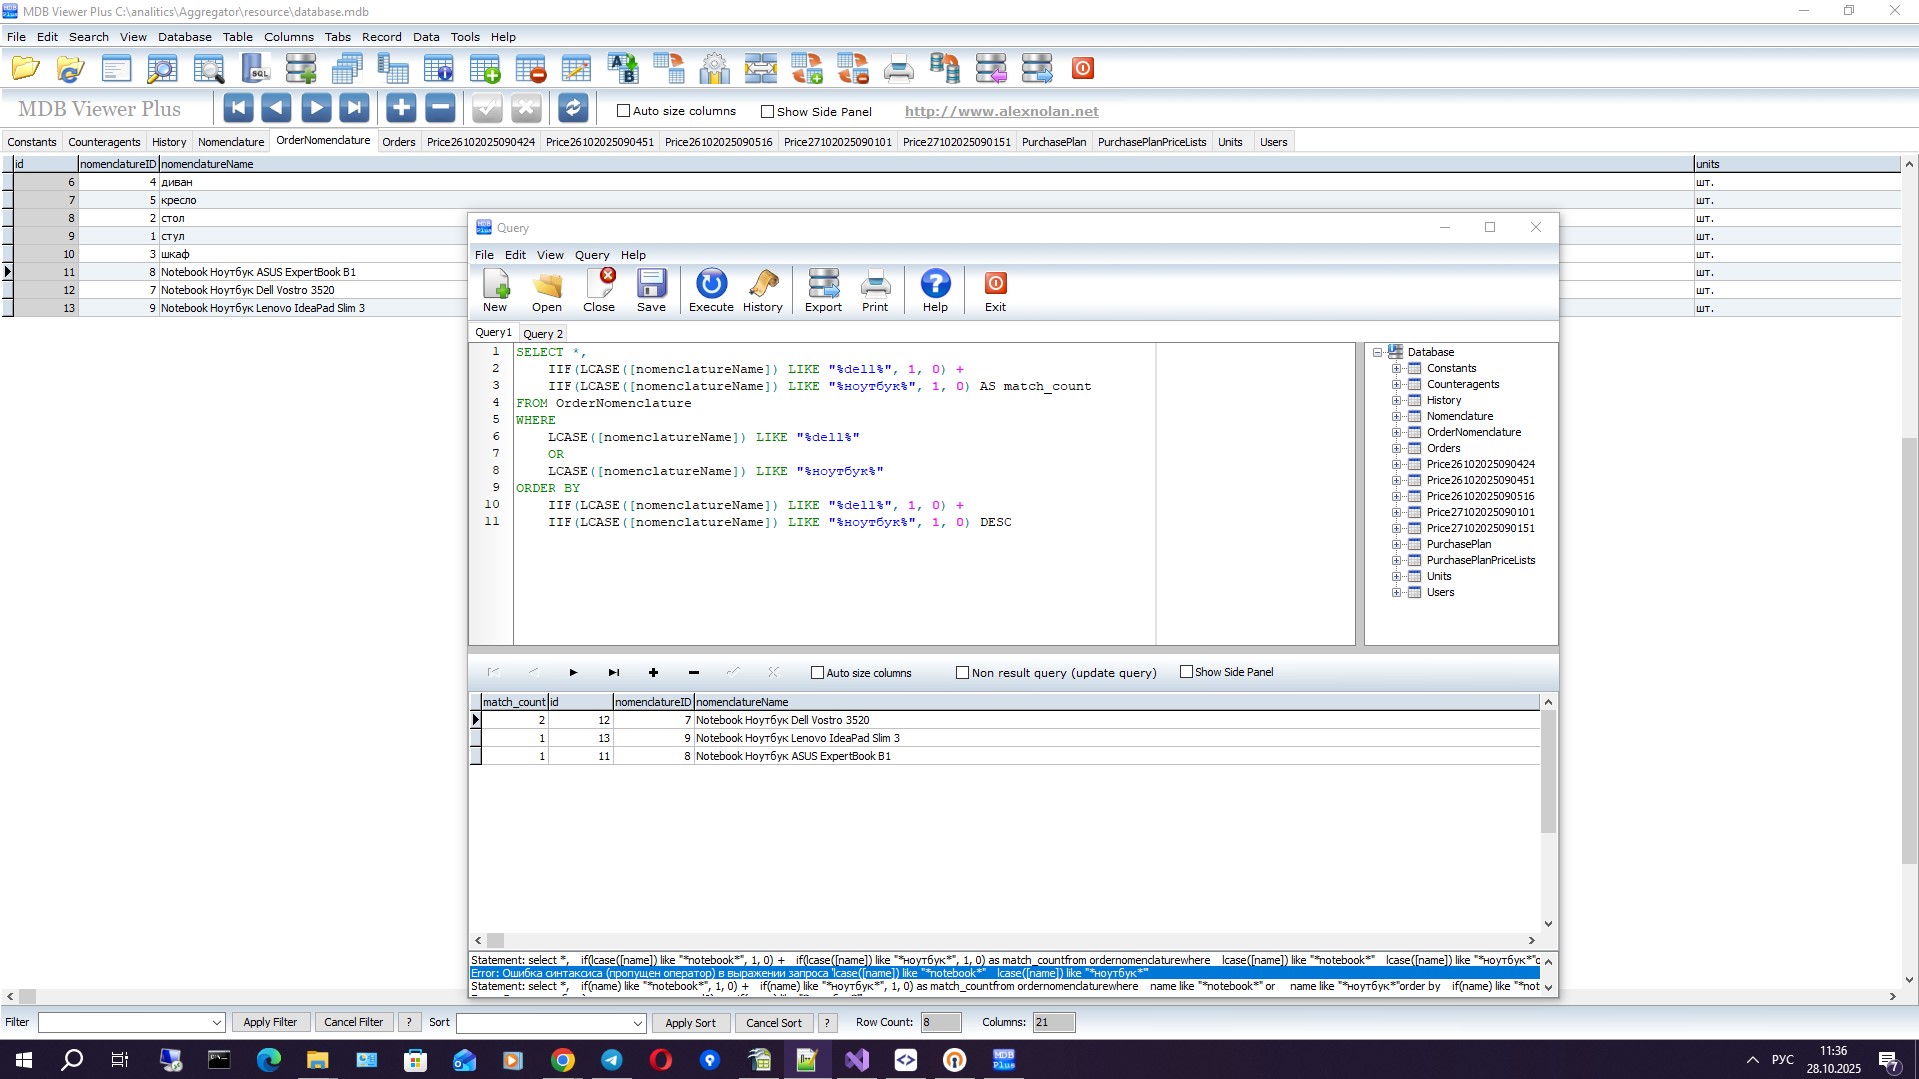 MDB Viewer Plus C:\analitics\Aggregator\resource\database.mdb
File Edit Search View Database Table Columns Tabs Record Data Tools Help
SQL
MDB Viewer Plus
Auto size columns Show Side Panel http://www.alexnolan.net
Constants Counteragents History Nomenclature OrderNomenclature Orders Price26102025090424 Price26102025090451 Price26102025090516 Price27102025090101 Price27102025090151 PurchasePlan PurchasePlanPriceLists Units Users
id nomenclatureID nomenclatureName units
6 4 диван шт.
7 5 кресло шт.
8 2 стол шт.
9 1 стул шт.
10 3 шкаф шт.
11 8 Notebook Ноутбук ASUS ExpertBook B1 шт.
12 7 Notebook Ноутбук Dell Vostro 3520 шт.
13 9 Notebook Ноутбук Lenovo IdeaPad Slim 3 шт.
Query
File Edit View Query Help
New Open Close Save Execute History Export Print Help Exit
Query1 Query 2
1 SELECT *,
2 IIF(LCASE([nomenclatureName]) LIKE "%dell%", 1, 0) +
3 IIF(LCASE([nomenclatureName]) LIKE "%ноутбук%", 1, 0) AS match_count
4 FROM OrderNomenclature
5 WHERE
6 LCASE([nomenclatureName]) LIKE "%dell%"
7 OR
8 LCASE([nomenclatureName]) LIKE "%ноутбук%"
9 ORDER BY
10 IIF(LCASE([nomenclatureName]) LIKE "%dell%", 1, 0) +
11 IIF(LCASE([nomenclatureName]) LIKE "%ноутбук%", 1, 0) DESC
Database
Constants
Counteragents
History
Nomenclature
OrderNomenclature
Orders
Price26102025090424
Price26102025090451
Price26102025090516
Price27102025090101
Price27102025090151
PurchasePlan
PurchasePlanPriceLists
Units
Users
Auto size columns Non result query (update query) Show Side Panel
match_count id nomenclatureID nomenclatureName
2 12 7 Notebook Ноутбук Dell Vostro 3520
1 13 9 Notebook Ноутбук Lenovo IdeaPad Slim 3
1 11 8 Notebook Ноутбук ASUS ExpertBook B1
Statement: select *, if(lcase([name]) like "*notebook*", 1, 0) + if(lcase([name]) like "*ноутбук*", 1, 0) as match_countfrom ordernomenclaturewhere lcase([name]) like "*notebook*" lcase([name]) like "*ноутбук*"o
Error: Ошибка синтаксиса (пропущен оператор) в выражении запроса 'lcase([name]) like "*notebook*" lcase([name]) like "*ноутбук*"'
Statement: select *, if(name) like "*notebook*", 1, 0) + if(name) like "*ноутбук*", 1, 0) as match_countfrom ordernomenclaturewhere name like "*notebook*" or name like "*ноутбук*"order by if(name) like "*not
Filter Apply Filter Cancel Filter ? Sort Apply Sort Cancel Sort ? Row Count: 8 Columns: 21
MDB Plus
РУС
11:36
28.10.2025
7